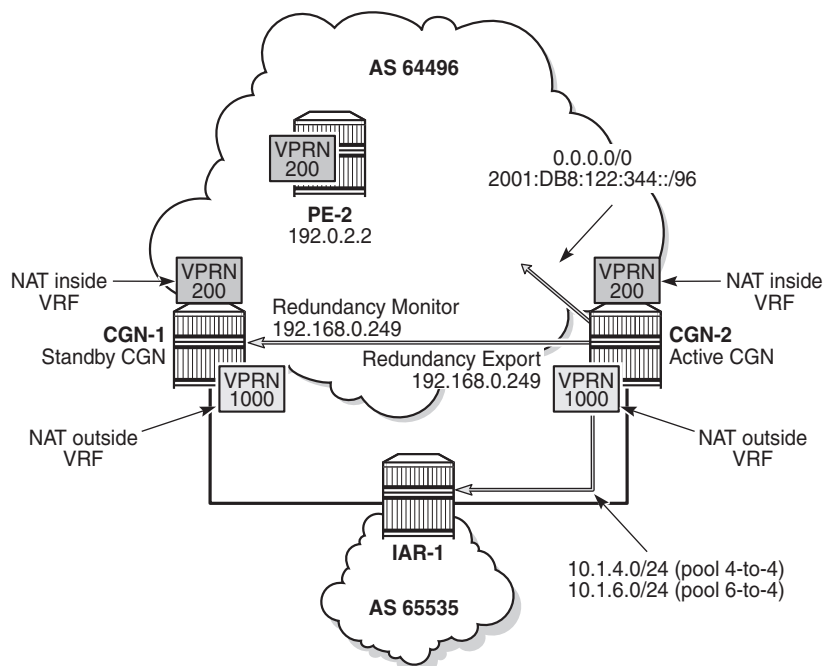 AS 64496
VPRN
200
PE-2
192.0.2.2
0.0.0.0/0
2001:DB8:122:344::/96
NAT inside
VRF
VPRN
200
CGN-1
Standby CGN
VPRN
1000
NAT outside
VRF
Redundancy Monitor
192.168.0.249
Redundancy Export
192.168.0.249
VPRN
200
NAT inside
VRF
CGN-2
Active CGN
VPRN
1000
NAT outside
VRF
IAR-1
AS 65535
10.1.4.0/24 (pool 4-to-4)
10.1.6.0/24 (pool 6-to-4)